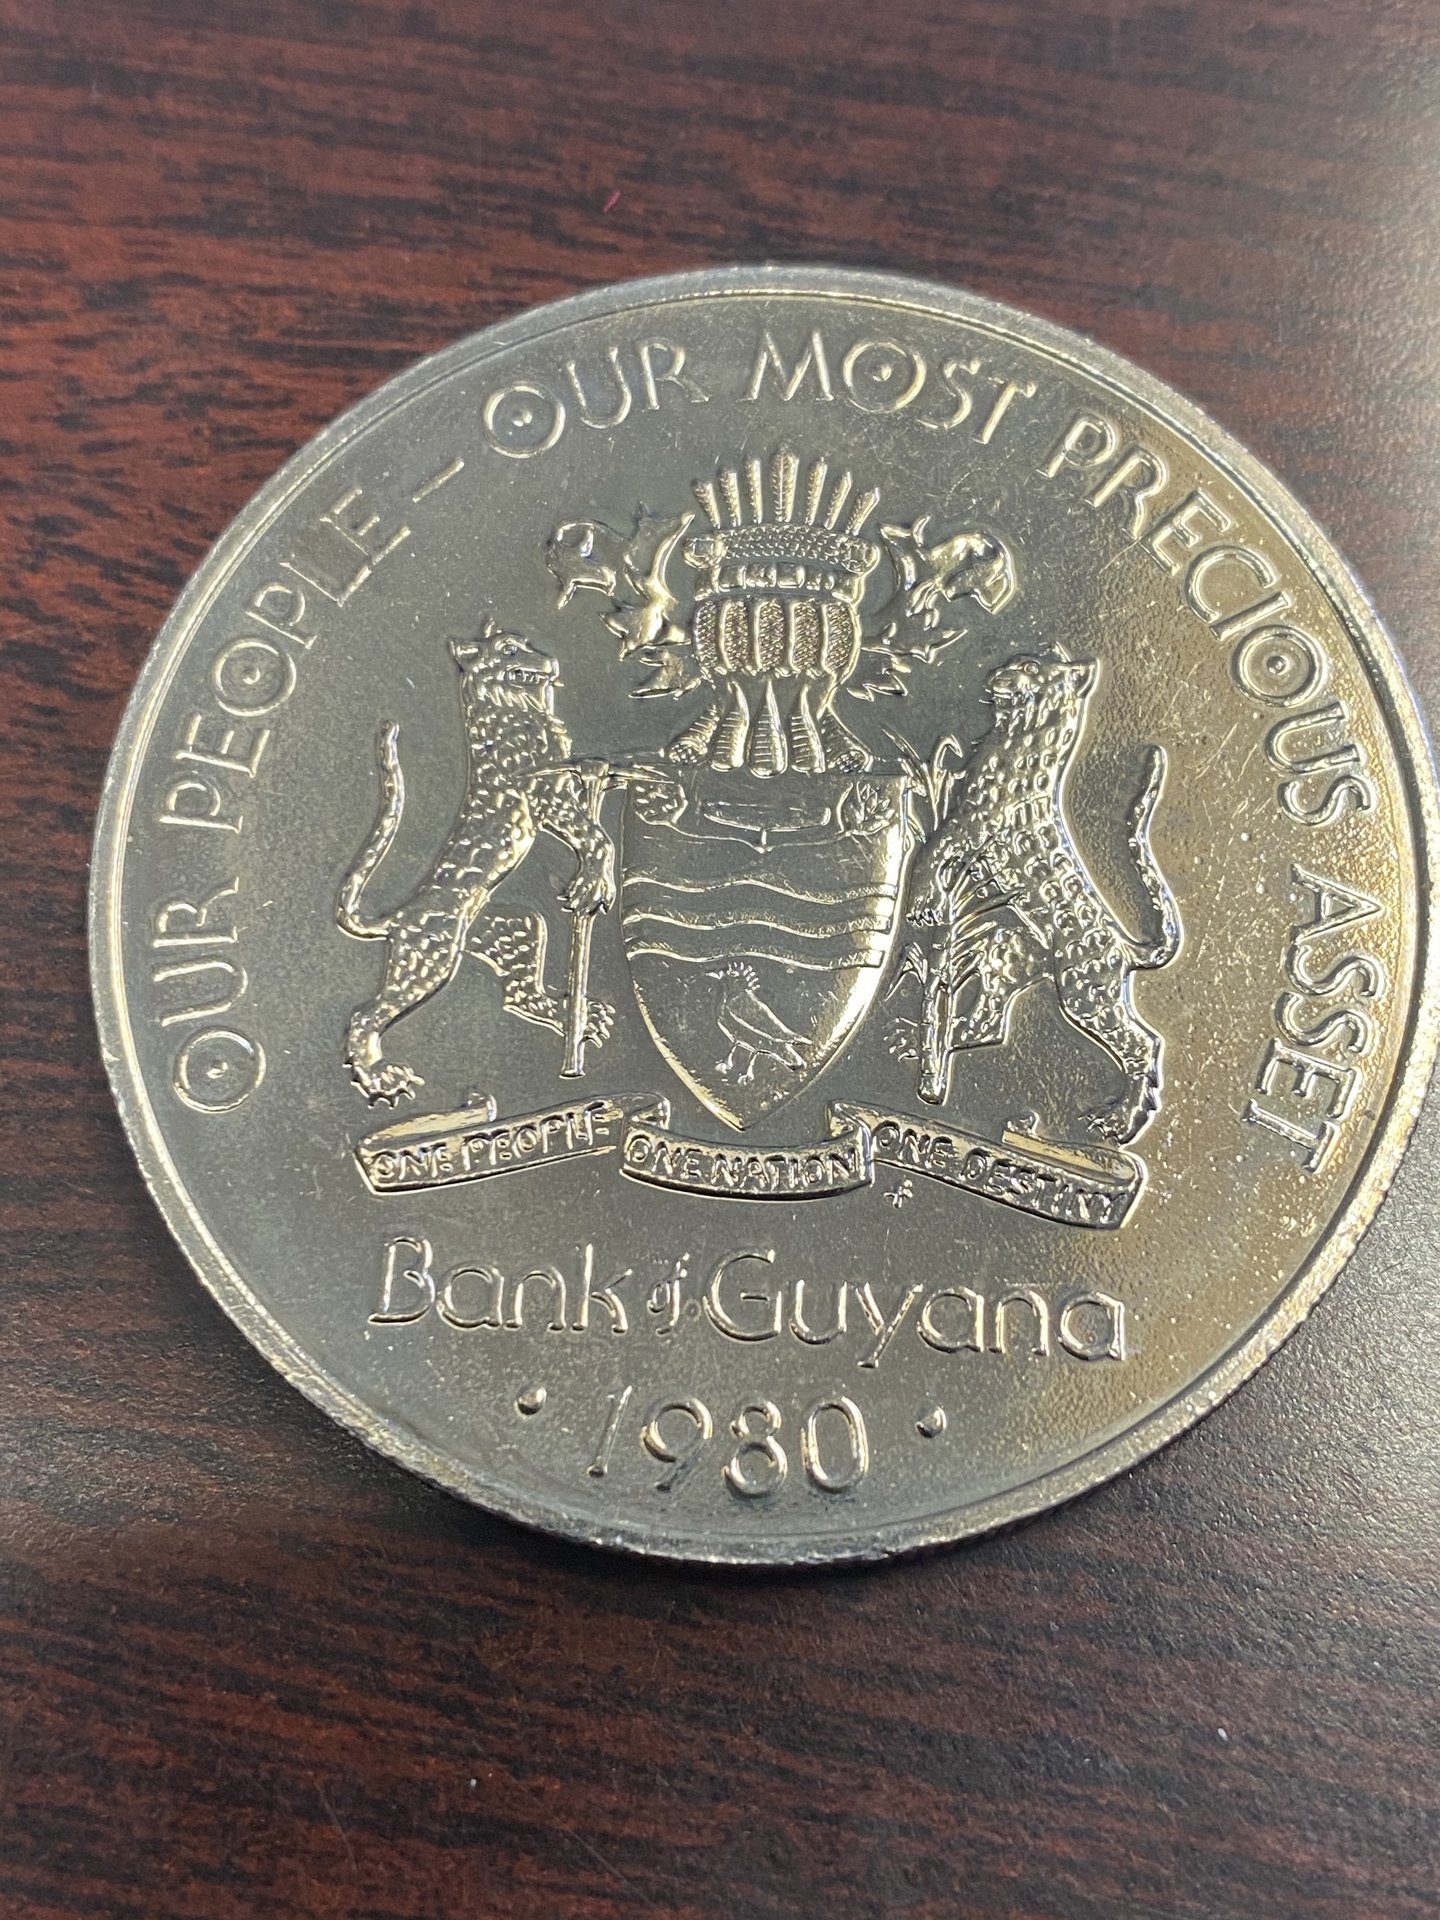 OUR PEOPLE - OUR MOST PRECIOUS ASSET
ONE PEOPLE ONE NATION ONE DESTINY
Bank of Guyana
· 1980 ·